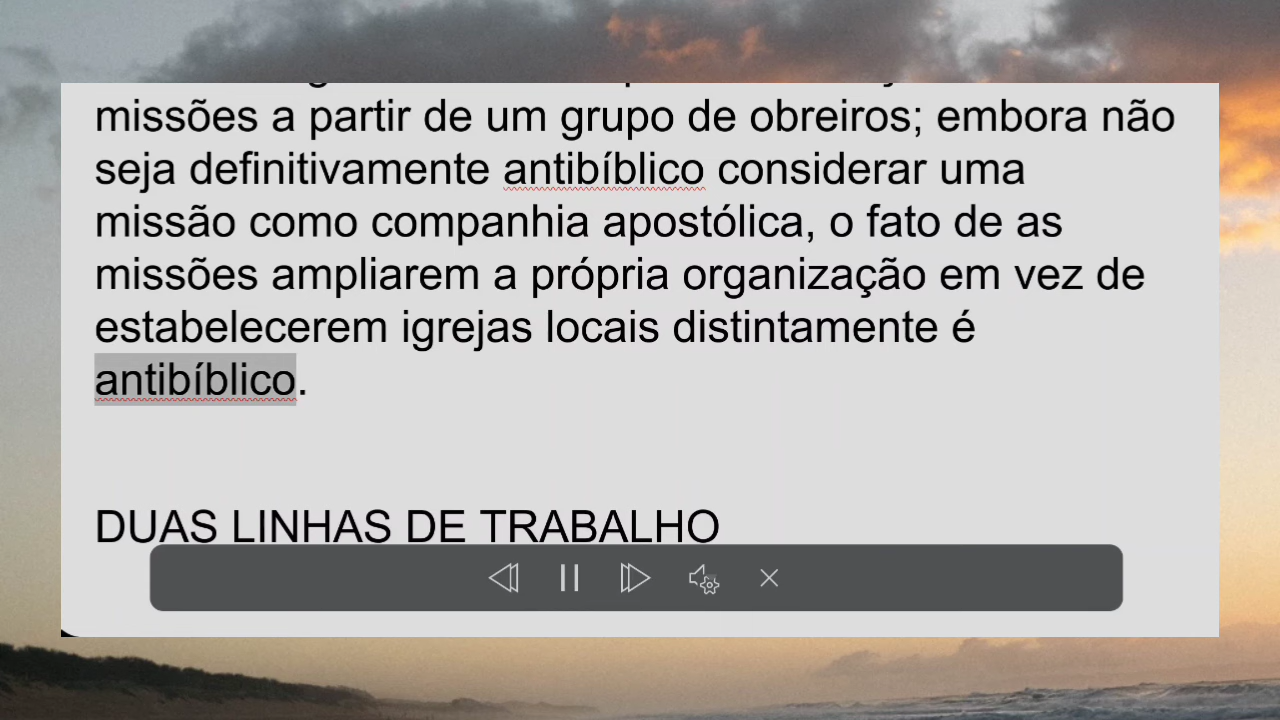 missões a partir de um grupo de obreiros; embora não
seja definitivamente antibíblico considerar uma
missão como companhia apostólica, o fato de as
missões ampliarem a própria organização em vez de
estabelecerem igrejas locais distintamente é
antibíblico.
DUAS LINHAS DE TRABALHO